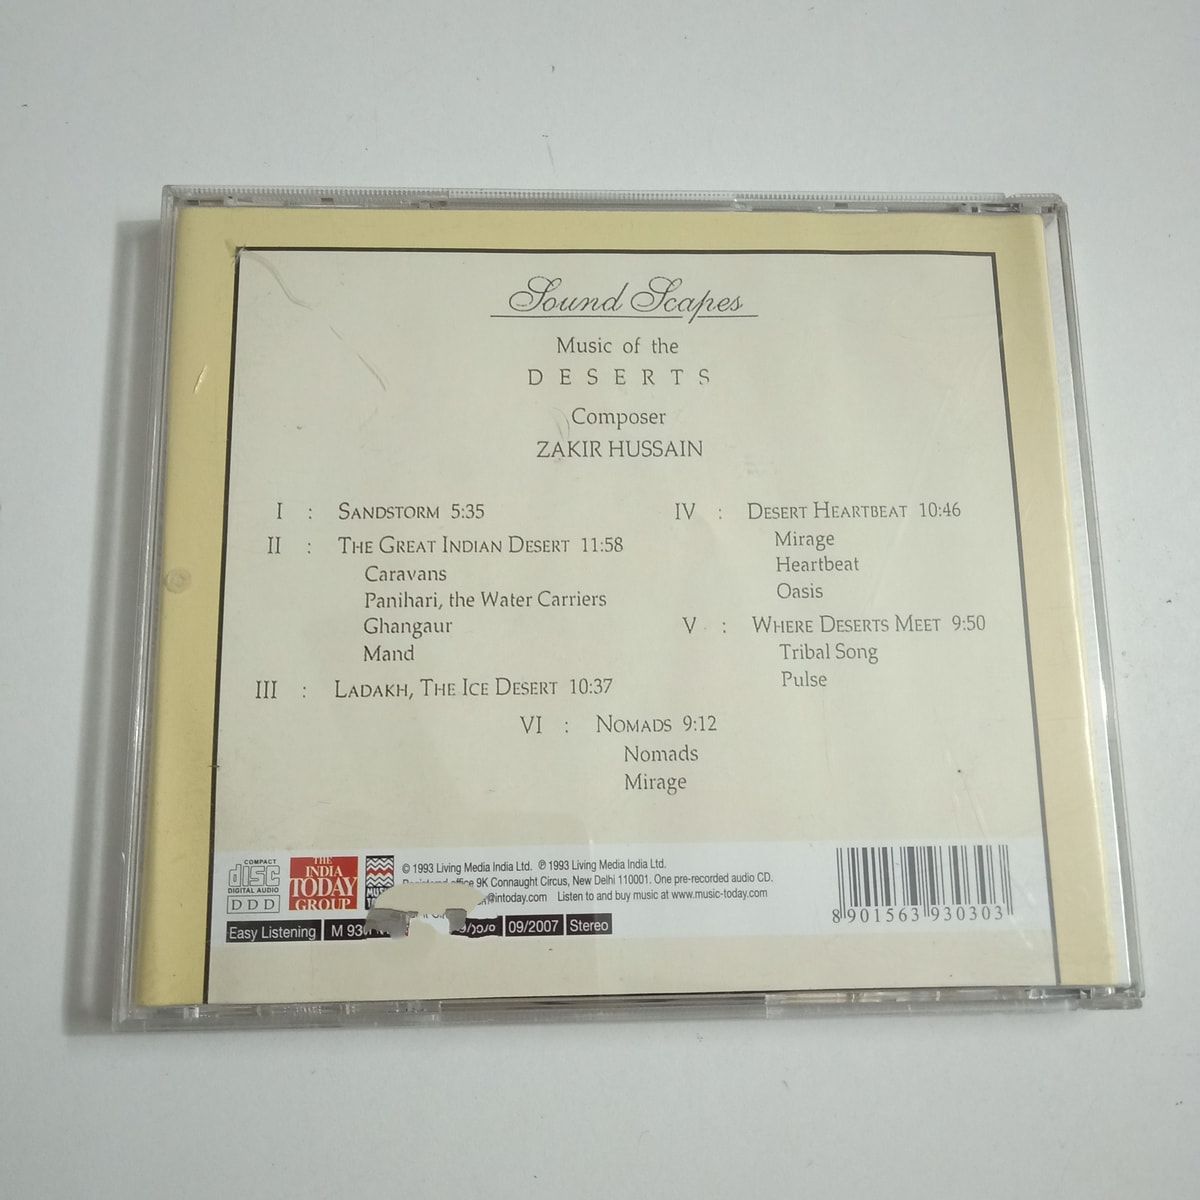 Sound Scapes
Music of the
DESERTS
Composer
ZAKIR HUSSAIN
I : SANDSTORM 5:35
II : THE GREAT INDIAN DESERT 11:58
Caravans
Panihari, the Water Carriers
Ghangaur
Mand
III : LADAKH, THE ICE DESERT 10:37
IV : DESERT HEARTBEAT 10:46
Mirage
Heartbeat
Oasis
V : WHERE DESERTS MEET 9:50
Tribal Song
Pulse
VI : NOMADS 9:12
Nomads
Mirage
COMPACT
disc
DIGITAL AUDIO
DDD
THE
INDIA
TODAY
GROUP
© 1993 Living Media India Ltd. ℗ 1993 Living Media India Ltd.
Registered office 9K Connaught Circus, New Delhi 110001. One pre-recorded audio CD.
@intoday.com Listen to and buy music at www.music-today.com
Easy Listening M 09/2007 Stereo
8 901563 930303